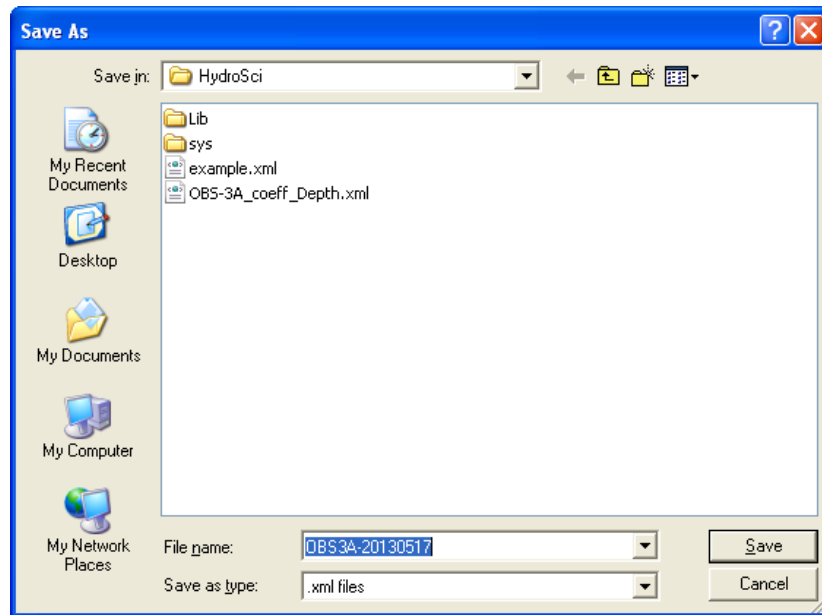 Save As
Save in: HydroSci
Lib
sys
example.xml
OBS-3A_coeff_Depth.xml
My Recent
Documents
Desktop
My Documents
My Computer
My Network
Places
File name: OBS3A-20130517 Save
Save as type: .xml files Cancel